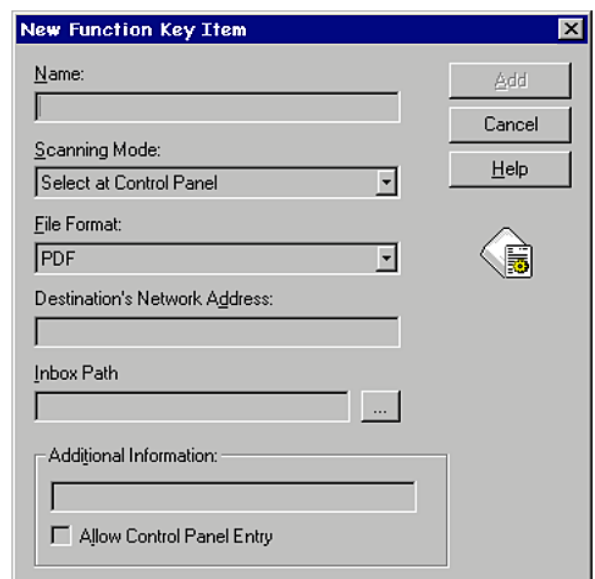 New Function Key Item
Name:
Add
Cancel
Scanning Mode:
Select at Control Panel
Help
File Format:
PDF
Destination's Network Address:
Inbox Path
...
Additional Information:
Allow Control Panel Entry